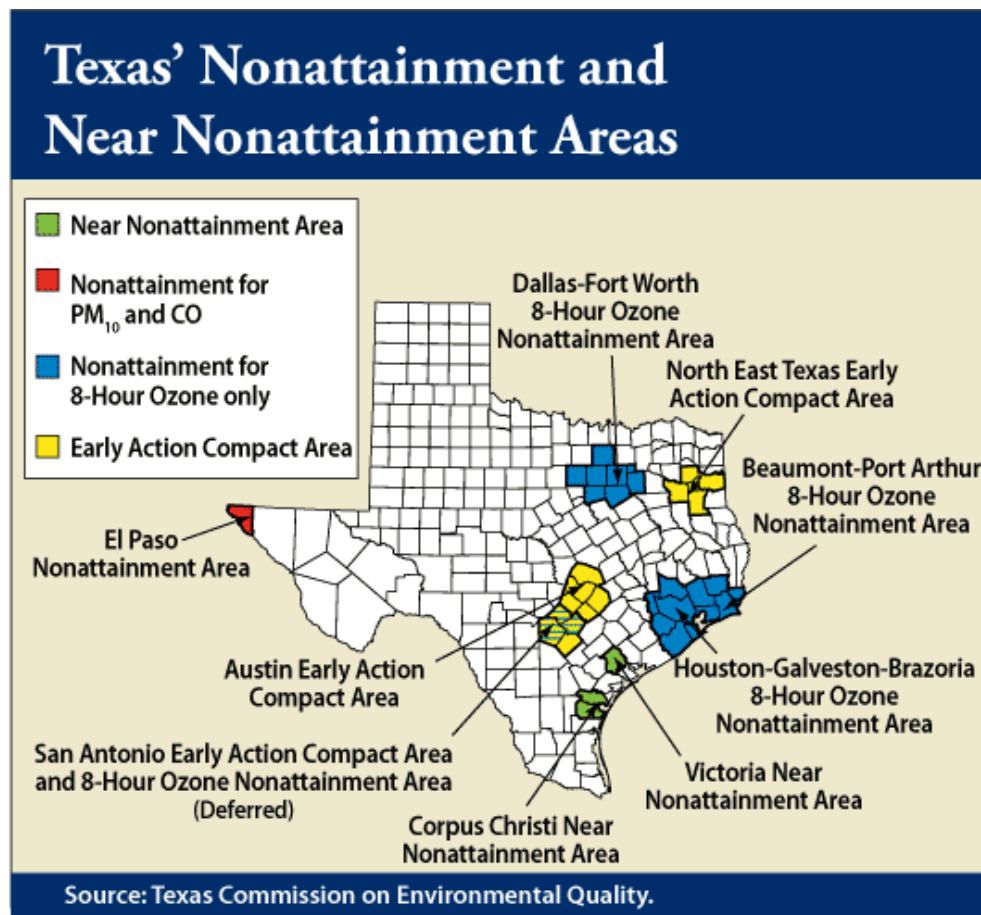 Texas’ Nonattainment and
Near Nonattainment Areas
Near Nonattainment Area
Nonattainment for
PM₁₀ and CO
Nonattainment for
8-Hour Ozone only
Early Action Compact Area
Dallas-Fort Worth
8-Hour Ozone
Nonattainment Area
North East Texas Early
Action Compact Area
Beaumont-Port Arthur
8-Hour Ozone
Nonattainment Area
El Paso
Nonattainment Area
Austin Early Action
Compact Area
Houston-Galveston-Brazoria
8-Hour Ozone
Nonattainment Area
San Antonio Early Action Compact Area
and 8-Hour Ozone Nonattainment Area
(Deferred)
Victoria Near
Nonattainment Area
Corpus Christi Near
Nonattainment Area
Source: Texas Commission on Environmental Quality.